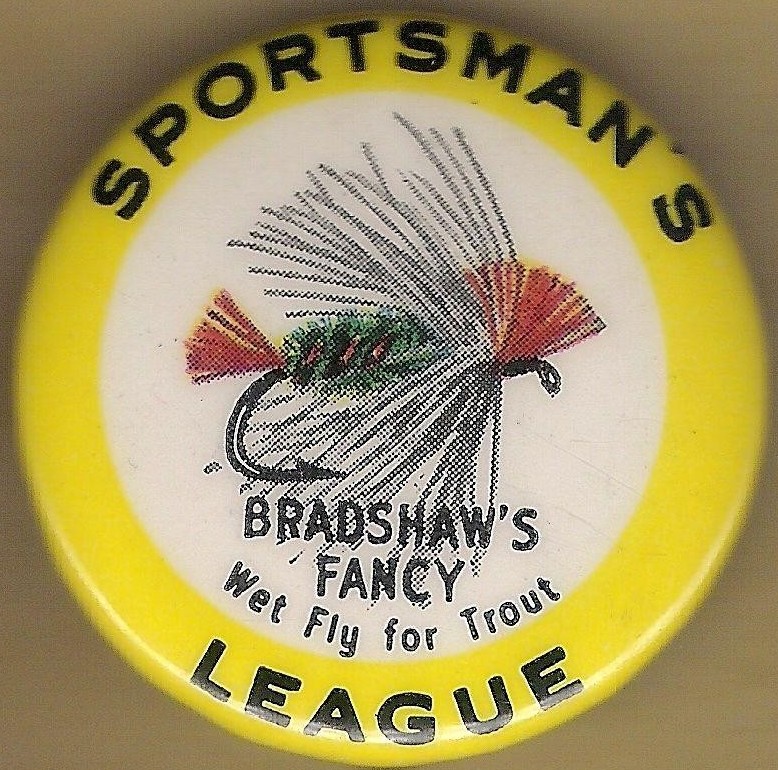 SPORTSMAN'S
BRADSHAW'S
FANCY
Wet Fly for Trout
LEAGUE